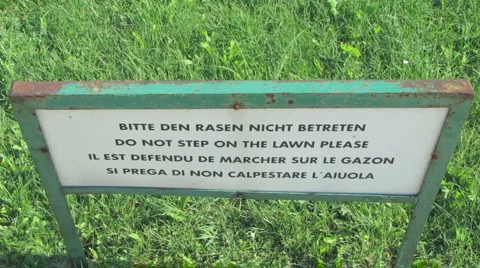 BITTE DEN RASEN NICHT BETRETEN
DO NOT STEP ON THE LAWN PLEASE
IL EST DEFENDU DE MARCHER SUR LE GAZON
SI PREGA DI NON CALPESTARE L'AIUOLA